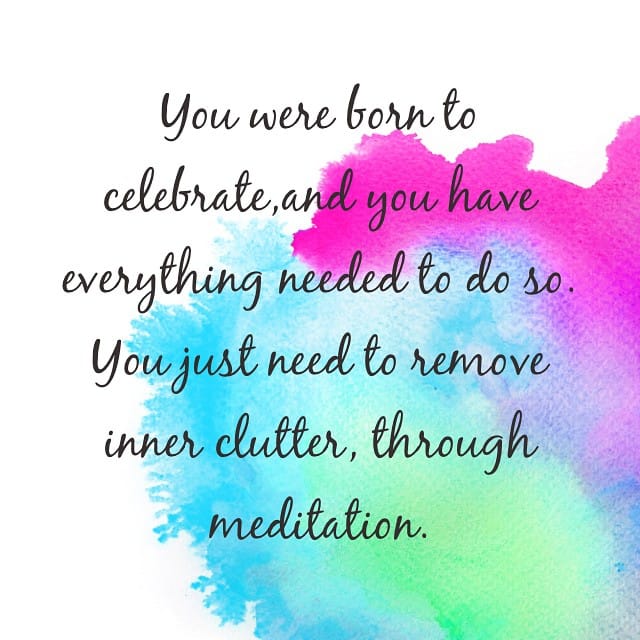 You were born to
celebrate,and you have
everything needed to do so.
You just need to remove
inner clutter, through
meditation.